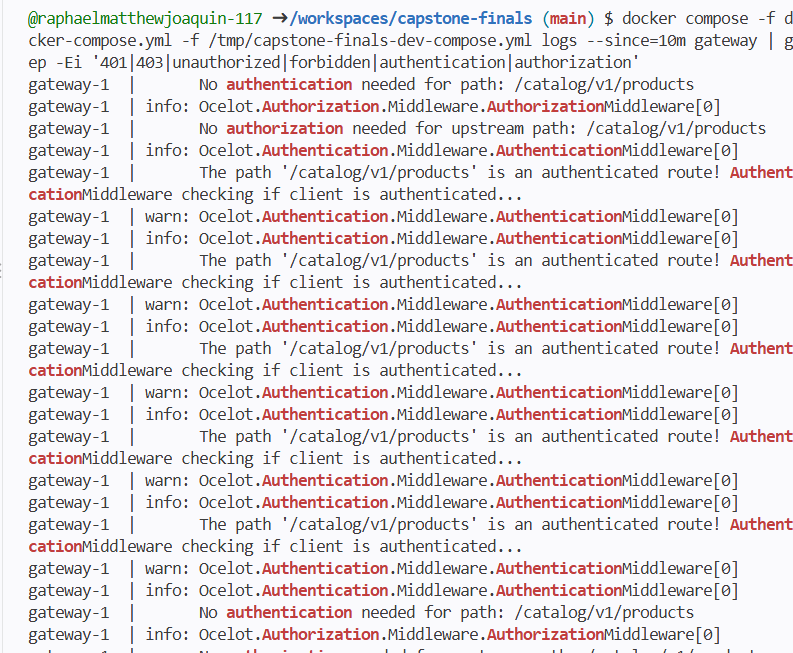 @raphaelmatthewjoaquin-117 ➜/workspaces/capstone-finals (main) $ docker compose -f d
cker-compose.yml -f /tmp/capstone-finals-dev-compose.yml logs --since=10m gateway | g
ep -Ei '401|403|unauthorized|forbidden|authentication|authorization'
gateway-1  |       No authentication needed for path: /catalog/v1/products
gateway-1  | info: Ocelot.Authorization.Middleware.AuthorizationMiddleware[0]
gateway-1  |       No authorization needed for upstream path: /catalog/v1/products
gateway-1  | info: Ocelot.Authentication.Middleware.AuthenticationMiddleware[0]
gateway-1  |       The path '/catalog/v1/products' is an authenticated route! Authent
cationMiddleware checking if client is authenticated...
gateway-1  | warn: Ocelot.Authentication.Middleware.AuthenticationMiddleware[0]
gateway-1  | info: Ocelot.Authentication.Middleware.AuthenticationMiddleware[0]
gateway-1  |       The path '/catalog/v1/products' is an authenticated route! Authent
cationMiddleware checking if client is authenticated...
gateway-1  | warn: Ocelot.Authentication.Middleware.AuthenticationMiddleware[0]
gateway-1  | info: Ocelot.Authentication.Middleware.AuthenticationMiddleware[0]
gateway-1  |       The path '/catalog/v1/products' is an authenticated route! Authent
cationMiddleware checking if client is authenticated...
gateway-1  | warn: Ocelot.Authentication.Middleware.AuthenticationMiddleware[0]
gateway-1  | info: Ocelot.Authentication.Middleware.AuthenticationMiddleware[0]
gateway-1  |       The path '/catalog/v1/products' is an authenticated route! Authent
cationMiddleware checking if client is authenticated...
gateway-1  | warn: Ocelot.Authentication.Middleware.AuthenticationMiddleware[0]
gateway-1  | info: Ocelot.Authentication.Middleware.AuthenticationMiddleware[0]
gateway-1  |       The path '/catalog/v1/products' is an authenticated route! Authent
cationMiddleware checking if client is authenticated...
gateway-1  | warn: Ocelot.Authentication.Middleware.AuthenticationMiddleware[0]
gateway-1  | info: Ocelot.Authentication.Middleware.AuthenticationMiddleware[0]
gateway-1  |       No authentication needed for path: /catalog/v1/products
gateway-1  | info: Ocelot.Authorization.Middleware.AuthorizationMiddleware[0]